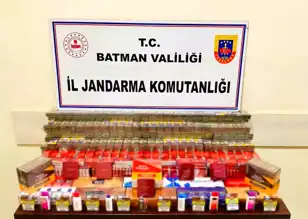 T.C.
BATMAN VALİLİĞİ
İL JANDARMA KOMUTANLIĞI